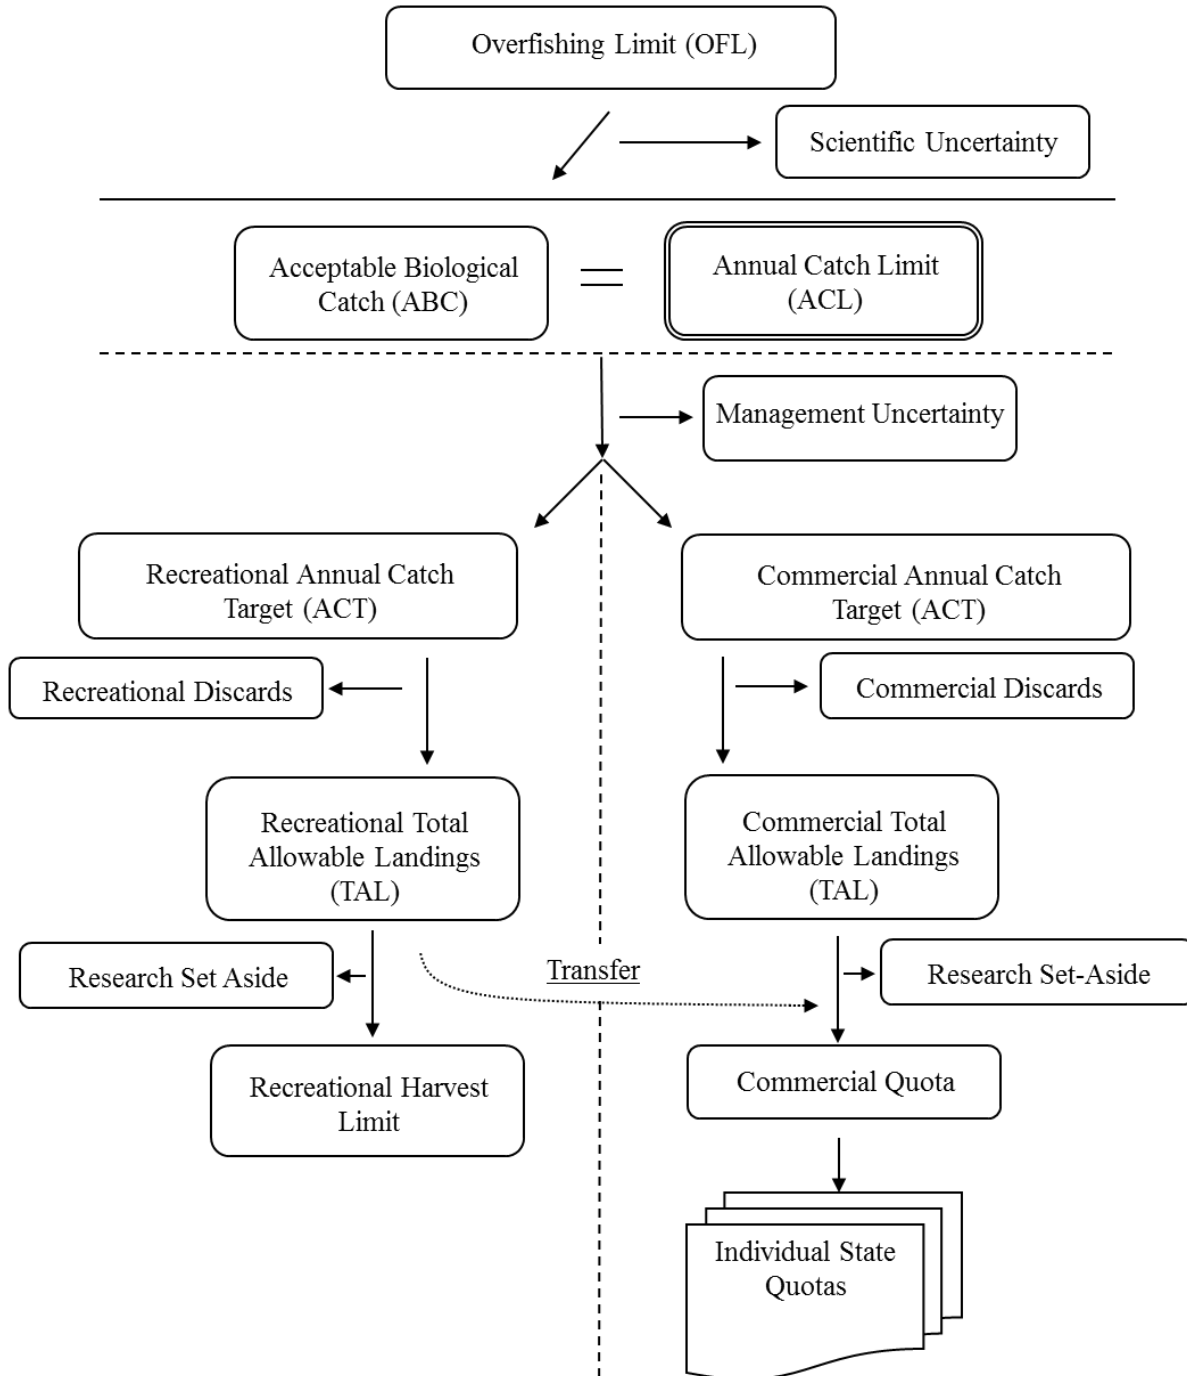 Overfishing Limit (OFL)
Scientific Uncertainty
Acceptable Biological
Catch (ABC)
Annual Catch Limit
(ACL)
Management Uncertainty
Recreational Annual Catch
Target (ACT)
Commercial Annual Catch
Target (ACT)
Recreational Discards
Commercial Discards
Recreational Total
Allowable Landings
(TAL)
Commercial Total
Allowable Landings
(TAL)
Research Set Aside
Transfer
Research Set-Aside
Recreational Harvest
Limit
Commercial Quota
Individual State
Quotas